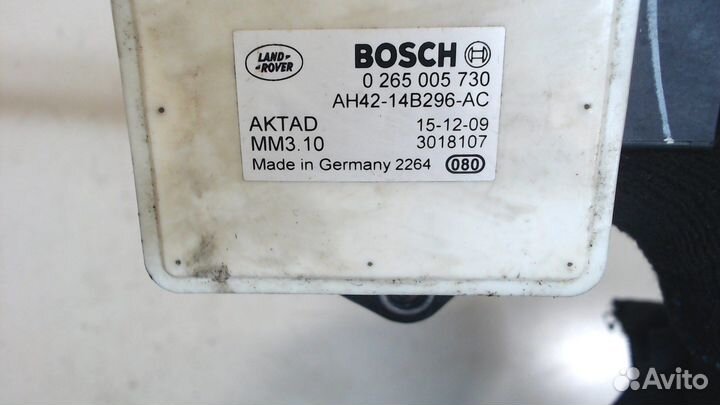 LAND-
-ROVER
BOSCH
0 265 005 730
AH42-14B296-AC
AKTAD 15-12-09
MM3.10 3018107
Made in Germany 2264 080
Avito